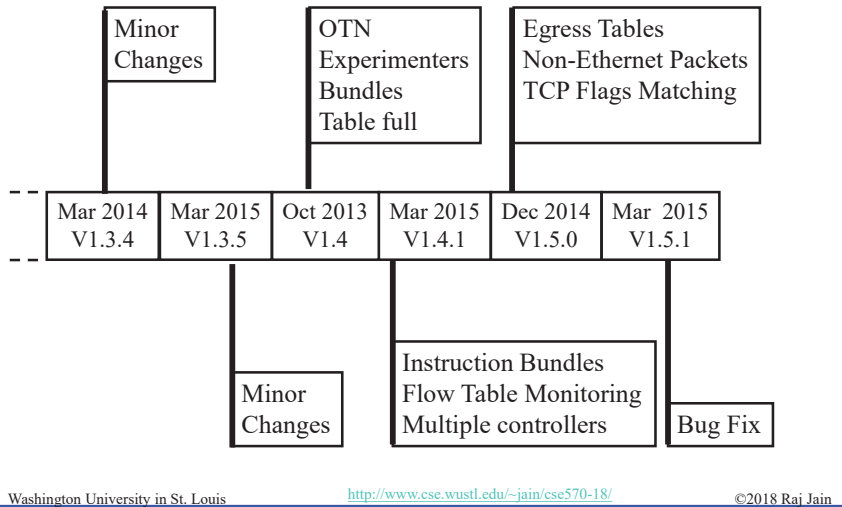 Minor
Changes
OTN
Experimenters
Bundles
Table full
Egress Tables
Non-Ethernet Packets
TCP Flags Matching
Mar 2014
V1.3.4
Mar 2015
V1.3.5
Oct 2013
V1.4
Mar 2015
V1.4.1
Dec 2014
V1.5.0
Mar 2015
V1.5.1
Minor
Changes
Instruction Bundles
Flow Table Monitoring
Multiple controllers
Bug Fix
Washington University in St. Louis
http://www.cse.wustl.edu/~jain/cse570-18/
©2018 Raj Jain